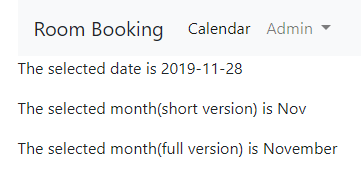 Room Booking Calendar Admin
The selected date is 2019-11-28
The selected month(short version) is Nov
The selected month(full version) is November